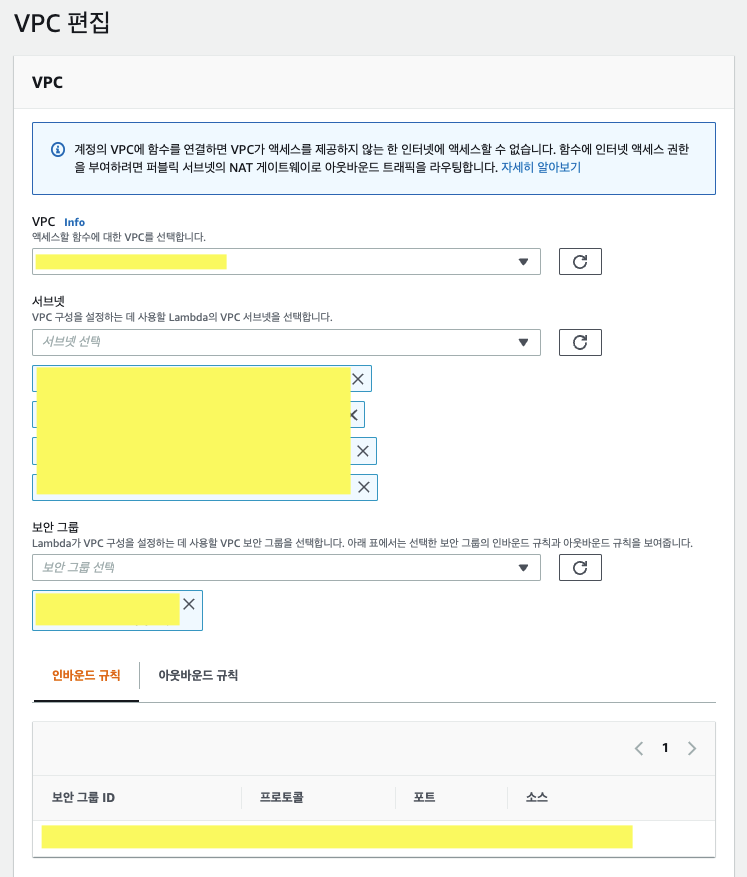 VPC 편집
VPC
계정의 VPC에 함수를 연결하면 VPC가 액세스를 제공하지 않는 한 인터넷에 액세스할 수 없습니다. 함수에 인터넷 액세스 권한
을 부여하려면 퍼블릭 서브넷의 NAT 게이트웨이로 아웃바운드 트래픽을 라우팅합니다. 자세히 알아보기
VPC Info
액세스할 함수에 대한 VPC를 선택합니다.
서브넷
VPC 구성을 설정하는 데 사용할 Lambda의 VPC 서브넷을 선택합니다.
서브넷 선택
보안 그룹
Lambda가 VPC 구성을 설정하는 데 사용할 VPC 보안 그룹을 선택합니다. 아래 표에서는 선택한 보안 그룹의 인바운드 규칙과 아웃바운드 규칙을 보여줍니다.
보안 그룹 선택
인바운드 규칙 아웃바운드 규칙
1
보안 그룹 ID 프로토콜 포트 소스